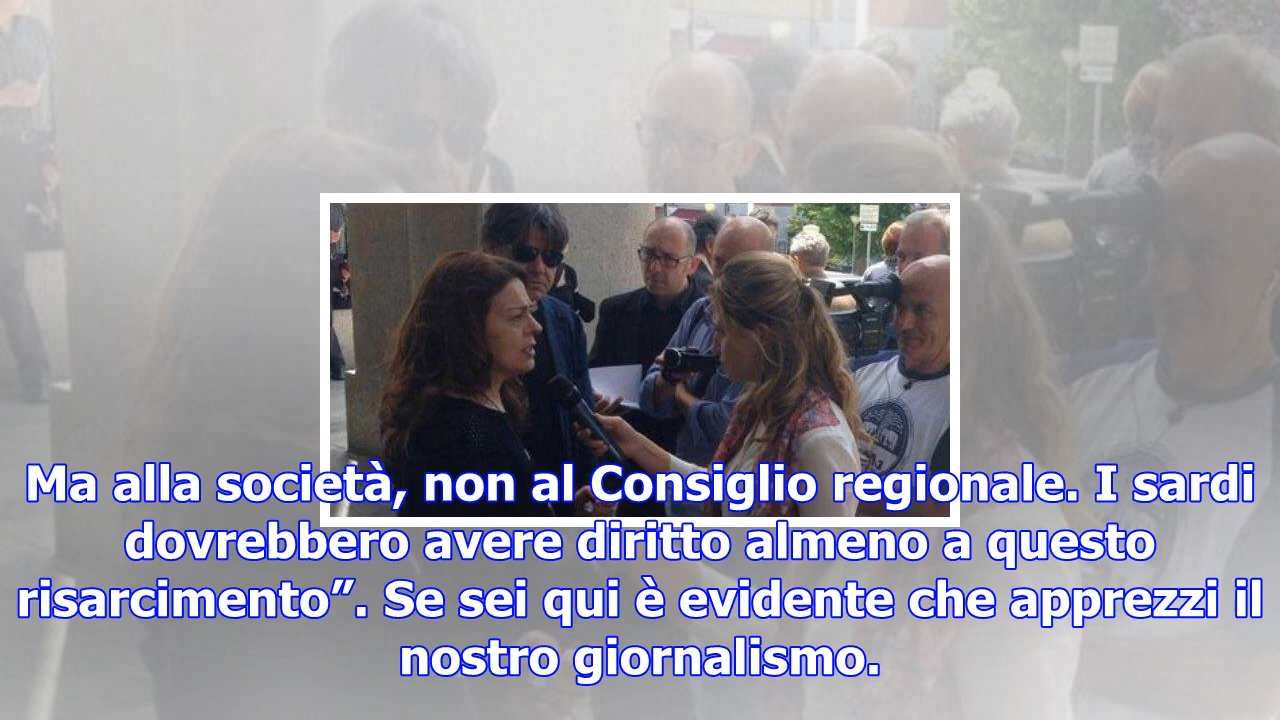 Ma alla società, non al Consiglio regionale. I sardi
dovrebbero avere diritto almeno a questo
risarcimento”. Se sei qui è evidente che apprezzi il
nostro giornalismo.